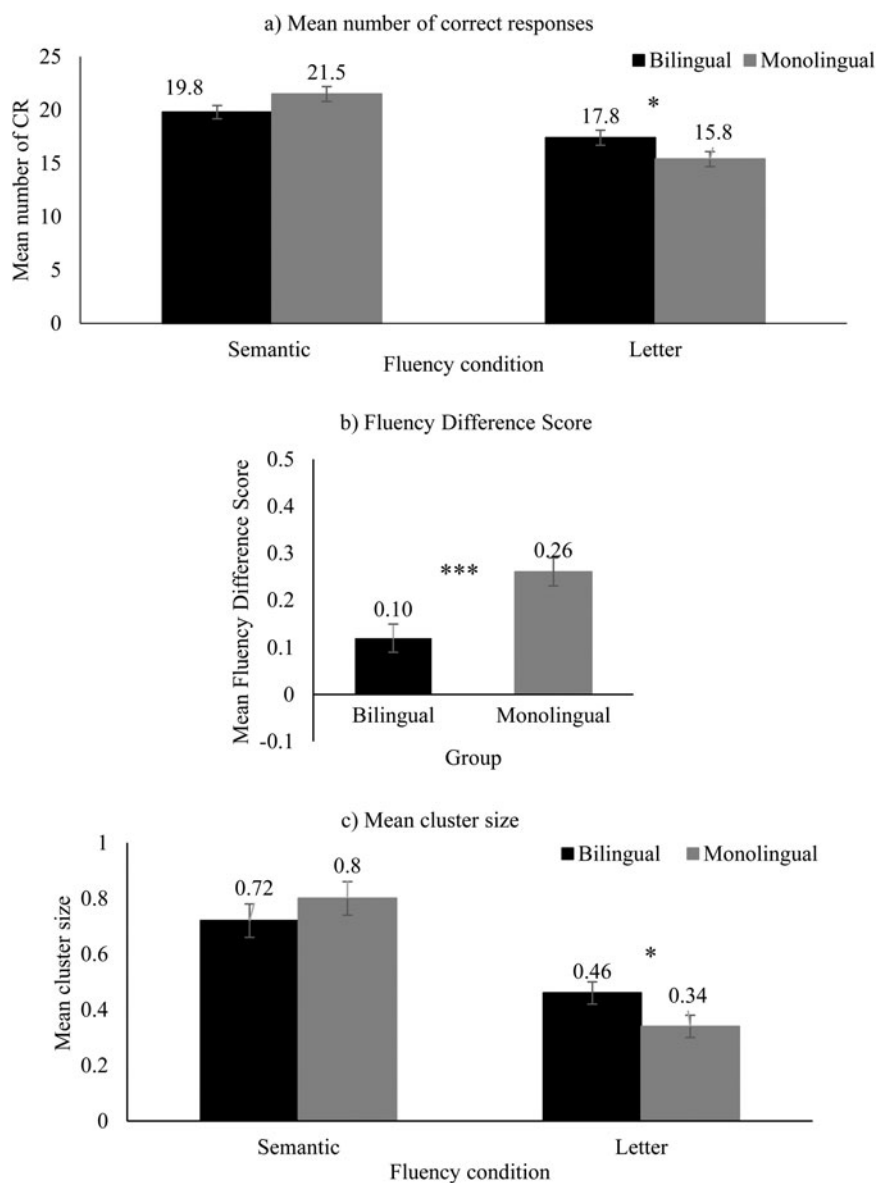 a) Mean number of correct responses
Bilingual Monolingual
25
20
15
10
5
0
Mean number of CR
19.8
21.5
17.8
*
15.8
Semantic
Letter
Fluency condition
b) Fluency Difference Score
0.5
0.4
0.3
0.2
0.1
0
-0.1
Mean Fluency Difference Score
0.10
***
0.26
Bilingual
Monolingual
Group
c) Mean cluster size
Bilingual Monolingual
1
0.8
0.6
0.4
0.2
0
Mean cluster size
0.72
0.8
0.46
*
0.34
Semantic
Letter
Fluency condition